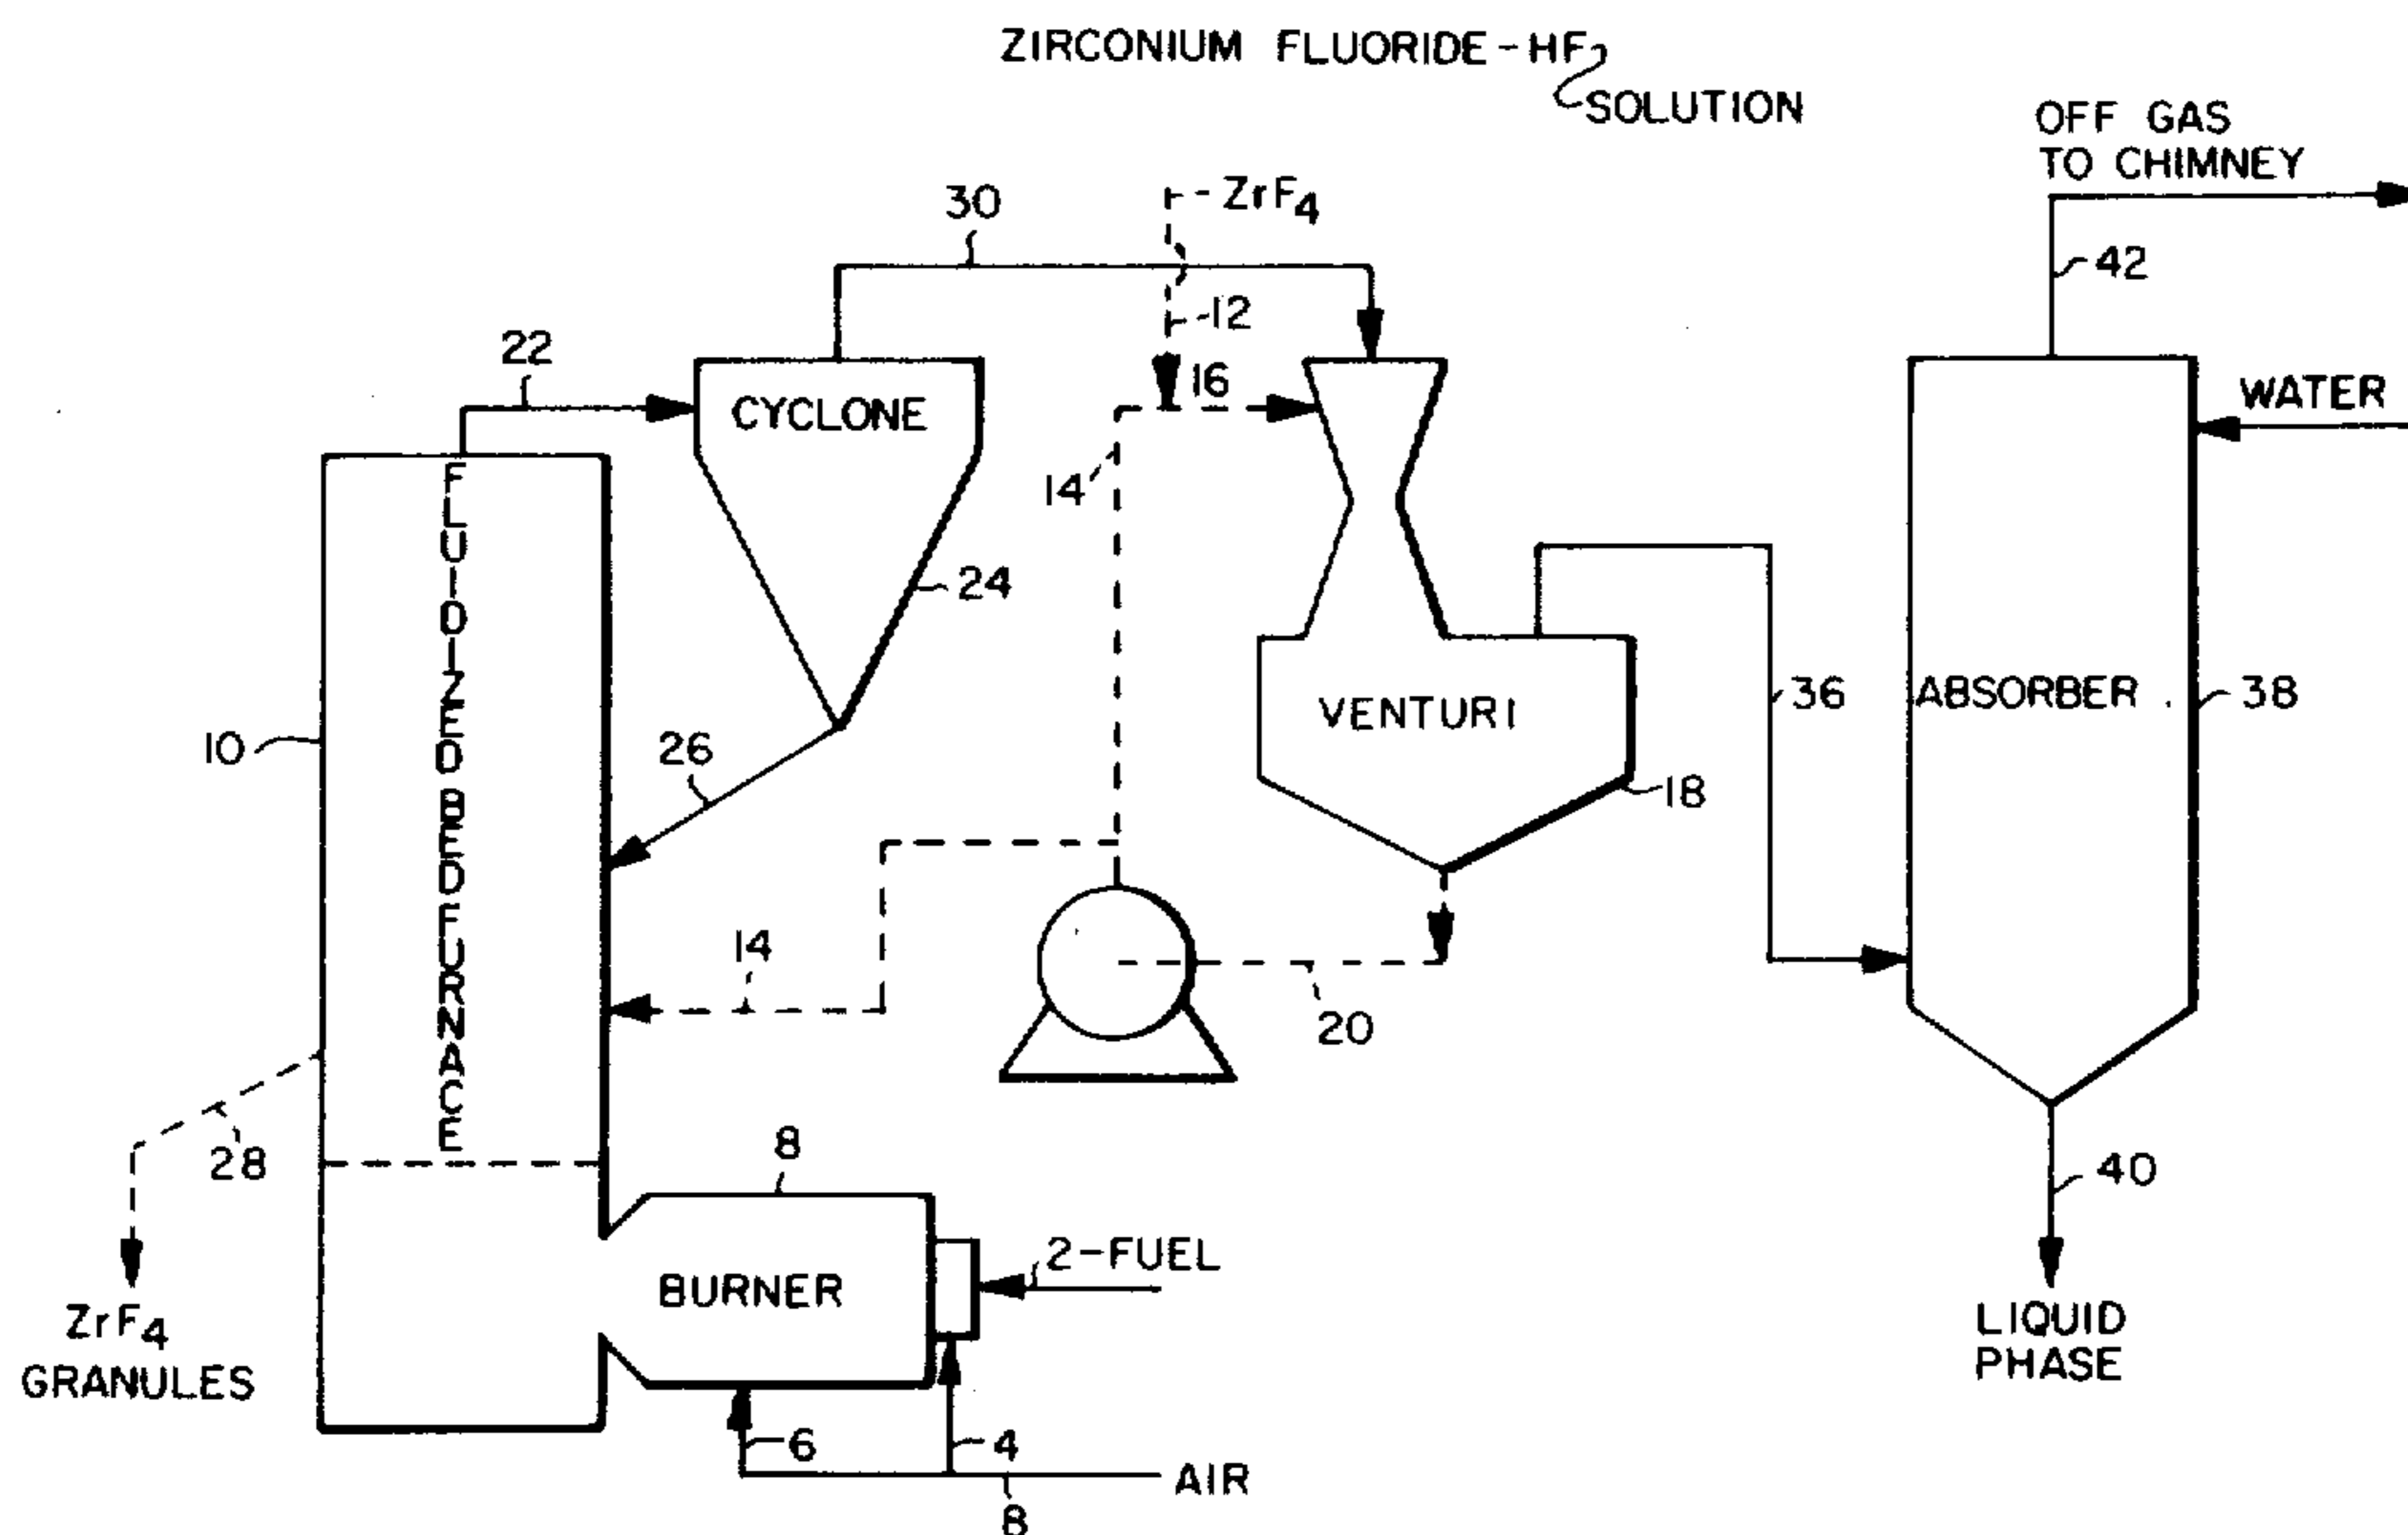 ZIRCONIUM FLUORIDE-HF
SOLUTION
OFF GAS
TO CHIMNEY
30
ZrF4
42
12
22
16
WATER
CYCLONE
14
24
FLUIDIZED BED FURNACE
10
26
VENTURI
36
ABSORBER
38
18
14
20
28
8
40
2-FUEL
BURNER
ZrF4
GRANULES
LIQUID
PHASE
6
4
AIR
8